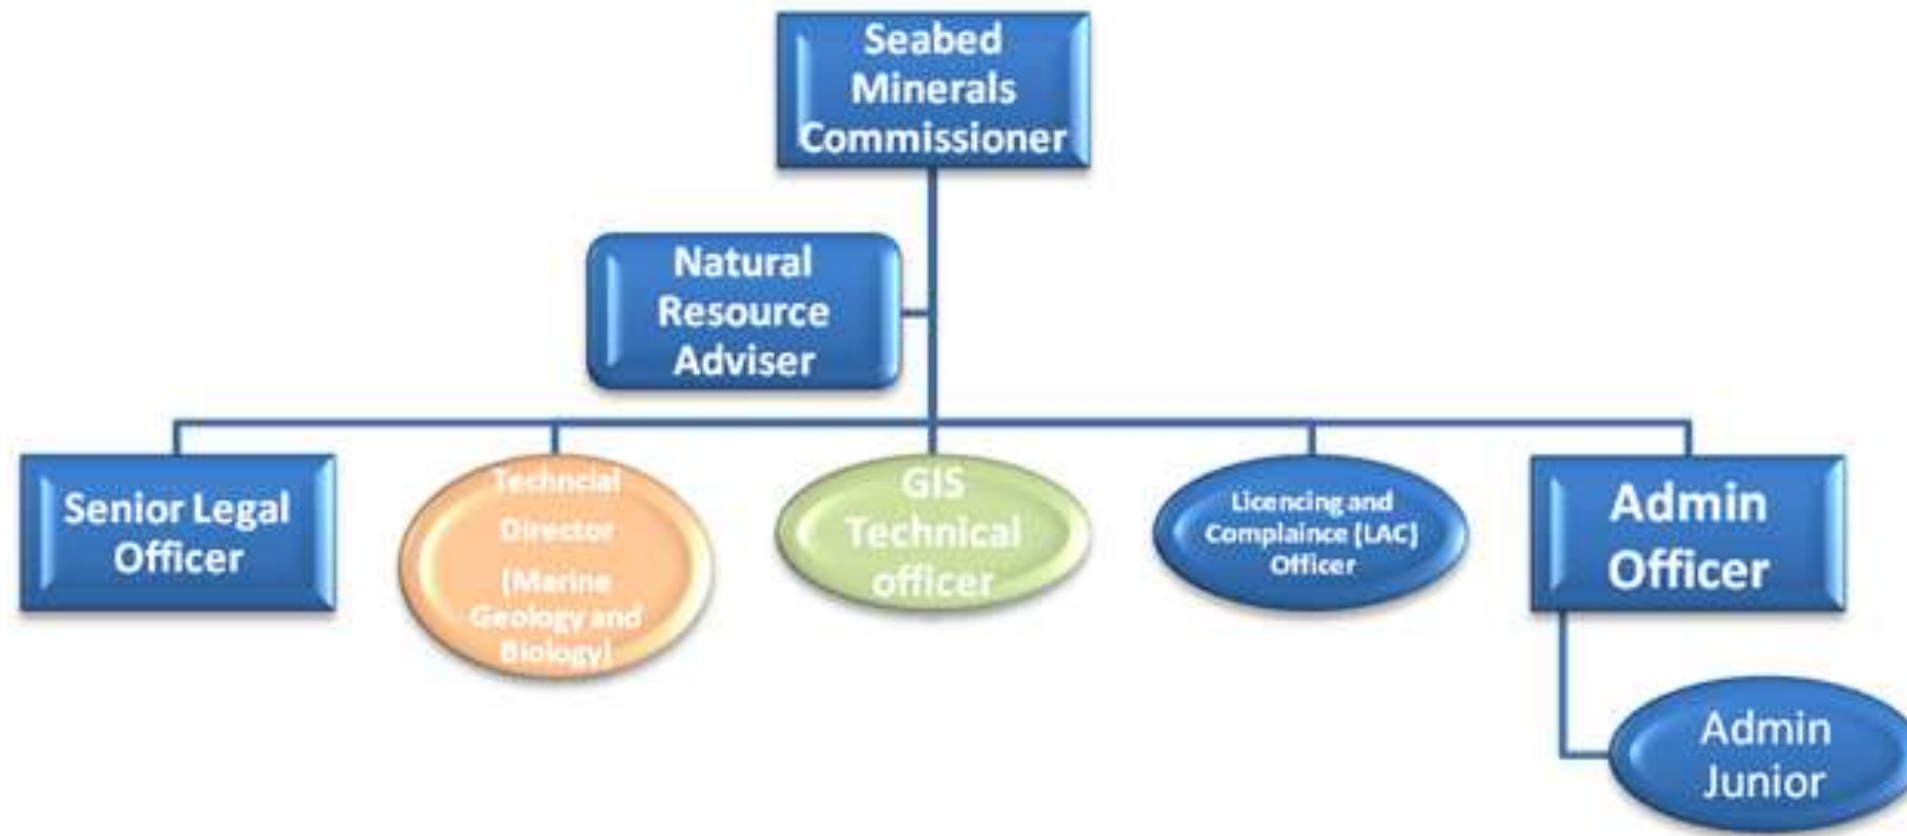 Seabed
Minerals
Commissioner
Natural
Resource
Adviser
Senior Legal
Officer
Techncial
Director
(Marine
Geology and
Biology)
GIS
Technical
officer
Licencing and
Complaince (LAC)
Officer
Admin
Officer
Admin
Junior